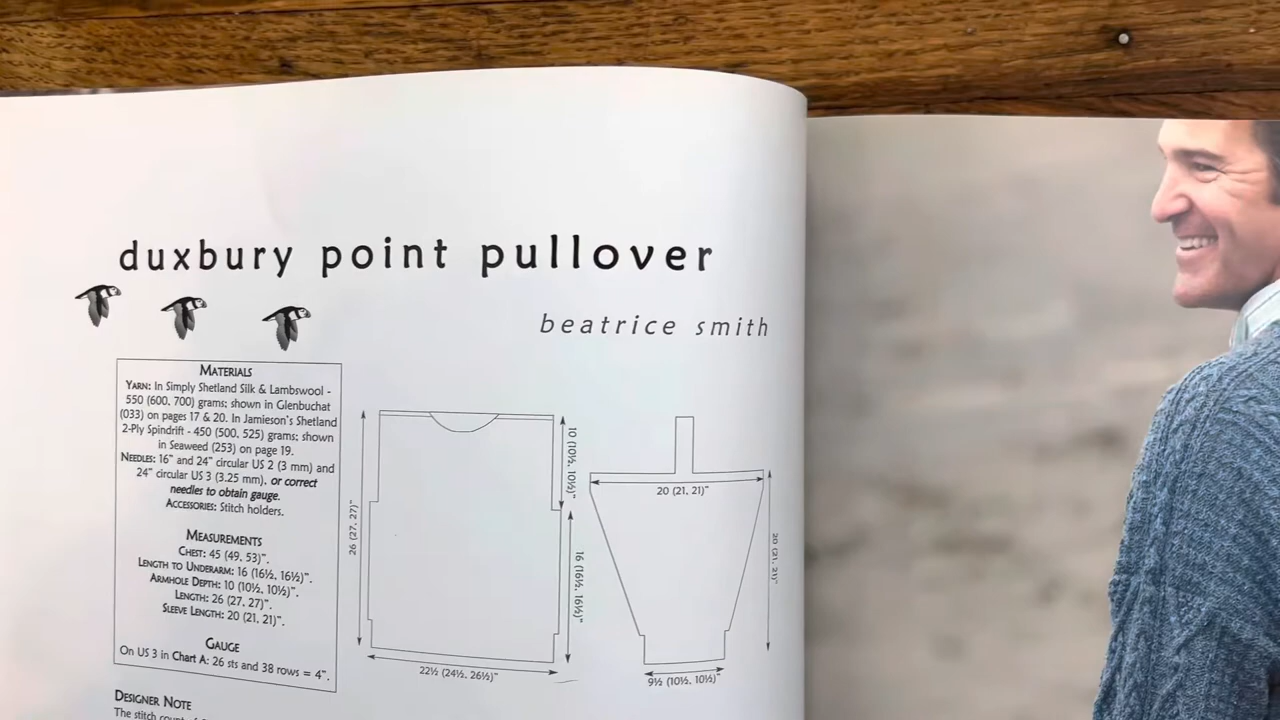 duxbury point pullover
beatrice smith
MATERIALS
YARN: In Simply Shetland Silk & Lambswool -
550 (600, 700) grams; shown in Glenbuchat
(033) on pages 17 & 20. In Jamieson's Shetland
2-Ply Spindrift - 450 (500, 525) grams; shown
in Seaweed (253) on page 19.
NEEDLES: 16" and 24" circular US 2 (3 mm) and
24" circular US 3 (3.25 mm), or correct
needles to obtain gauge.
ACCESSORIES: Stitch holders.
MEASUREMENTS
CHEST: 45 (49, 53)".
LENGTH TO UNDERARM: 16 (16½, 16½)".
ARMHOLE DEPTH: 10 (10½, 10½)".
LENGTH: 26 (27, 27)".
SLEEVE LENGTH: 20 (21, 21)".
GAUGE
On US 3 in Chart A: 26 sts and 38 rows = 4".
26 (27, 27)"
10 (10½, 10½)"
16 (16½, 16½)"
22½ (24½, 26½)"
20 (21, 21)"
20 (21, 21)"
9½ (10½, 10½)"
DESIGNER NOTE
The stitch count